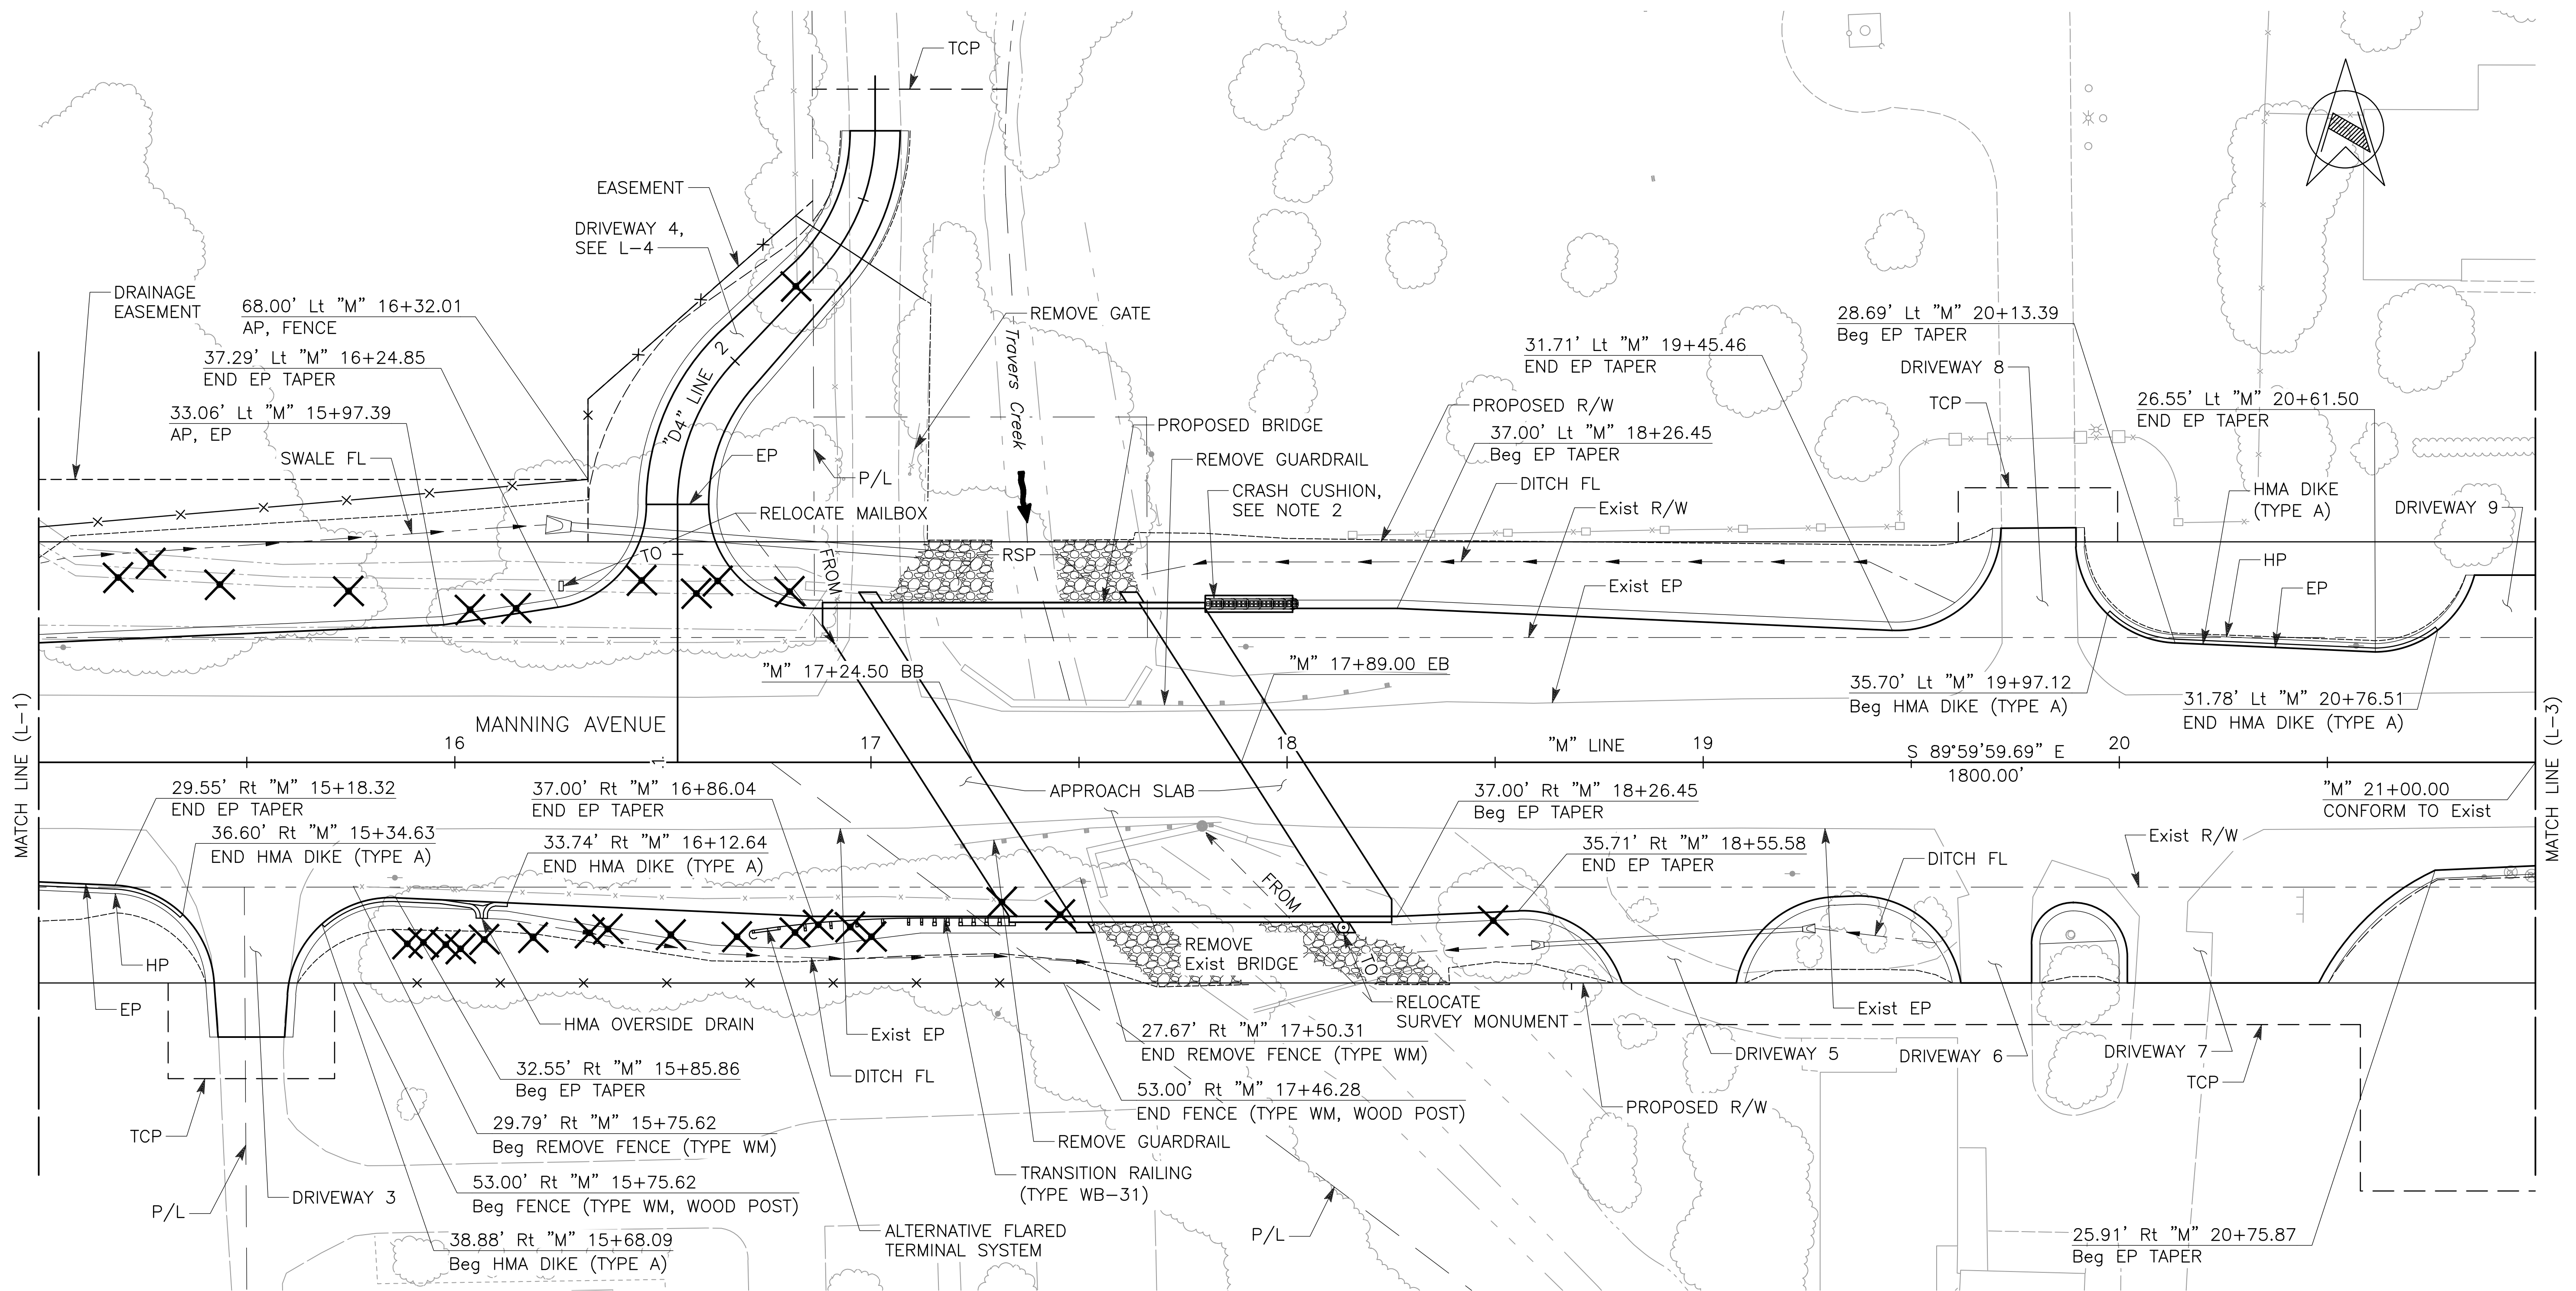 TCP
EASEMENT
DRIVEWAY 4,
SEE L-4
DRAINAGE
EASEMENT
68.00' Lt "M" 16+32.01
AP, FENCE
37.29' Lt "M" 16+24.85
END EP TAPER
33.06' Lt "M" 15+97.39
AP, EP
SWALE FL
"D4" LINE
2
EP
P/L
RELOCATE MAILBOX
TO
FROM
REMOVE GATE
Travers Creek
RSP
PROPOSED BRIDGE
REMOVE GUARDRAIL
CRASH CUSHION,
SEE NOTE 2
PROPOSED R/W
37.00' Lt "M" 18+26.45
Beg EP TAPER
DITCH FL
Exist R/W
Exist EP
31.71' Lt "M" 19+45.46
END EP TAPER
28.69' Lt "M" 20+13.39
Beg EP TAPER
DRIVEWAY 8
TCP
26.55' Lt "M" 20+61.50
END EP TAPER
HMA DIKE
(TYPE A)
DRIVEWAY 9
HP
EP
35.70' Lt "M" 19+97.12
Beg HMA DIKE (TYPE A)
31.78' Lt "M" 20+76.51
END HMA DIKE (TYPE A)
"M" 17+24.50 BB
"M" 17+89.00 EB
MATCH LINE (L-1)
MATCH LINE (L-3)
MANNING AVENUE
16
1
17
18
"M" LINE
19
S 89°59'59.69" E
1800.00'
20
"M" 21+00.00
CONFORM TO Exist
29.55' Rt "M" 15+18.32
END EP TAPER
36.60' Rt "M" 15+34.63
END HMA DIKE (TYPE A)
37.00' Rt "M" 16+86.04
END EP TAPER
33.74' Rt "M" 16+12.64
END HMA DIKE (TYPE A)
APPROACH SLAB
37.00' Rt "M" 18+26.45
Beg EP TAPER
35.71' Rt "M" 18+55.58
END EP TAPER
DITCH FL
Exist R/W
FROM
TO
REMOVE
Exist BRIDGE
RELOCATE
SURVEY MONUMENT
HP
EP
HMA OVERSIDE DRAIN
32.55' Rt "M" 15+85.86
Beg EP TAPER
29.79' Rt "M" 15+75.62
Beg REMOVE FENCE (TYPE WM)
53.00' Rt "M" 15+75.62
Beg FENCE (TYPE WM, WOOD POST)
38.88' Rt "M" 15+68.09
Beg HMA DIKE (TYPE A)
TCP
P/L
DRIVEWAY 3
Exist EP
DITCH FL
27.67' Rt "M" 17+50.31
END REMOVE FENCE (TYPE WM)
53.00' Rt "M" 17+46.28
END FENCE (TYPE WM, WOOD POST)
REMOVE GUARDRAIL
TRANSITION RAILING
(TYPE WB-31)
ALTERNATIVE FLARED
TERMINAL SYSTEM
P/L
PROPOSED R/W
DRIVEWAY 5
Exist EP
DRIVEWAY 6
DRIVEWAY 7
TCP
25.91' Rt "M" 20+75.87
Beg EP TAPER